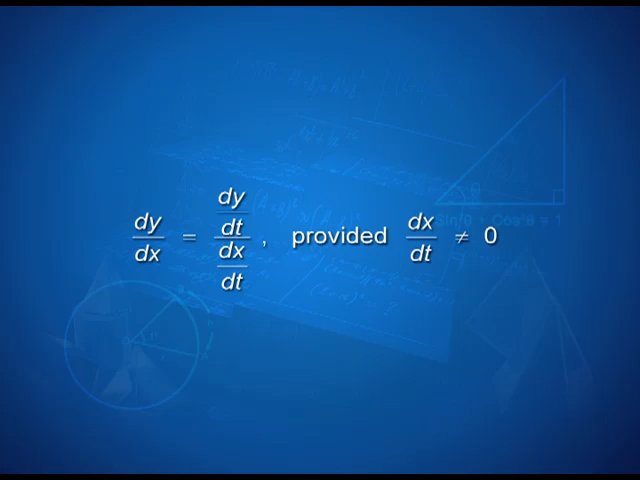 dy/dx = (dy/dt)/(dx/dt) , provided dx/dt ≠ 0